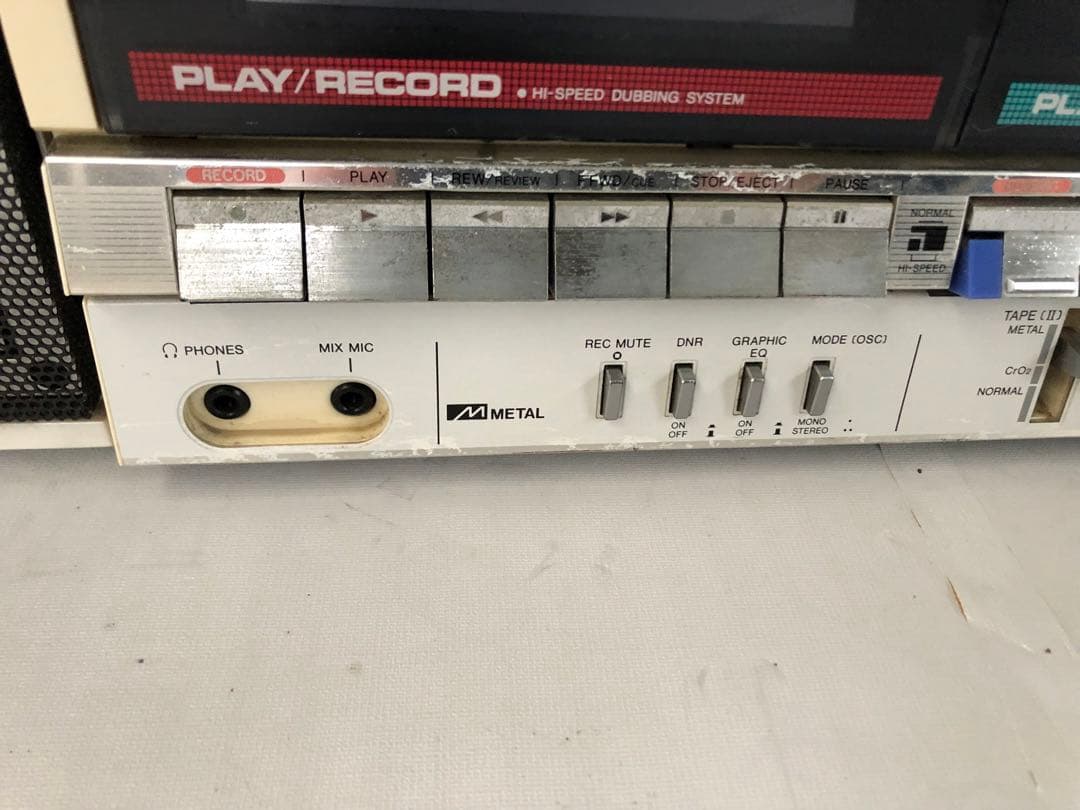 PLAY/RECORD • HI-SPEED DUBBING SYSTEM
PL
RECORD PLAY REW/REVIEW FFWD/CUE STOP/EJECT PAUSE
NORMAL
HI-SPEED
PHONES
MIX MIC
METAL
REC MUTE
DNR
ON
OFF
GRAPHIC
EQ
ON
OFF
MODE (OSC)
MONO
STEREO
TAPE (II)
METAL
CrO2
NORMAL